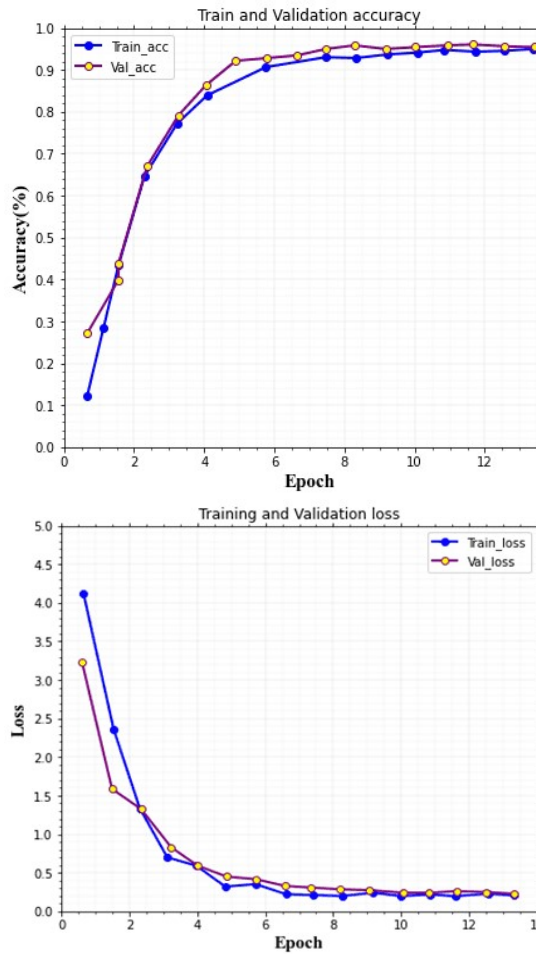 Train and Validation accuracy
1.0
0.9
0.8
0.7
0.6
0.5
0.4
0.3
0.2
0.1
0.0
Accuracy(%)
Train_acc
Val_acc
0 2 4 6 8 10 12
Epoch
Training and Validation loss
5.0
4.5
4.0
3.5
3.0
2.5
2.0
1.5
1.0
0.5
0.0
Loss
Train_loss
Val_loss
0 2 4 6 8 10 12
Epoch